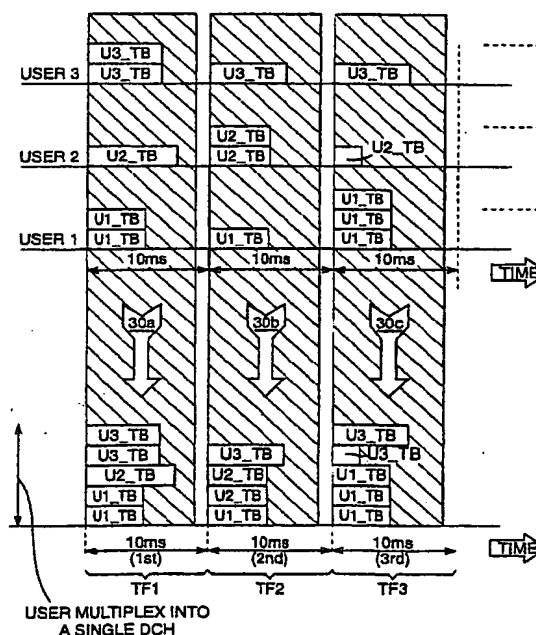 U3_TB
USER 3 U3_TB U3_TB U3_TB
U2_TB
USER 2 U2_TB U2_TB U2_TB
U1_TB
U1_TB U1_TB
USER 1 U1_TB U1_TB U1_TB
10ms 10ms 10ms
TIME
30a 30b 30c
U3_TB U3_TB
U3_TB U3_TB U3_TB
U2_TB U2_TB U1_TB
U1_TB U2_TB U1_TB
U1_TB U1_TB U1_TB
10ms 10ms 10ms
TIME
(1st) (2nd) (3rd)
TF1 TF2 TF3
USER MULTIPLEX INTO
A SINGLE DCH